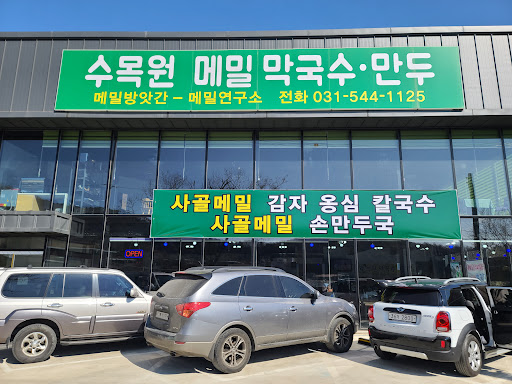 수목원 메밀 막국수·만두
메밀방앗간 – 메밀연구소 전화 031-544-1125
사골메밀 감자 옹심 칼국수
사골메밀 손만두국
OPEN